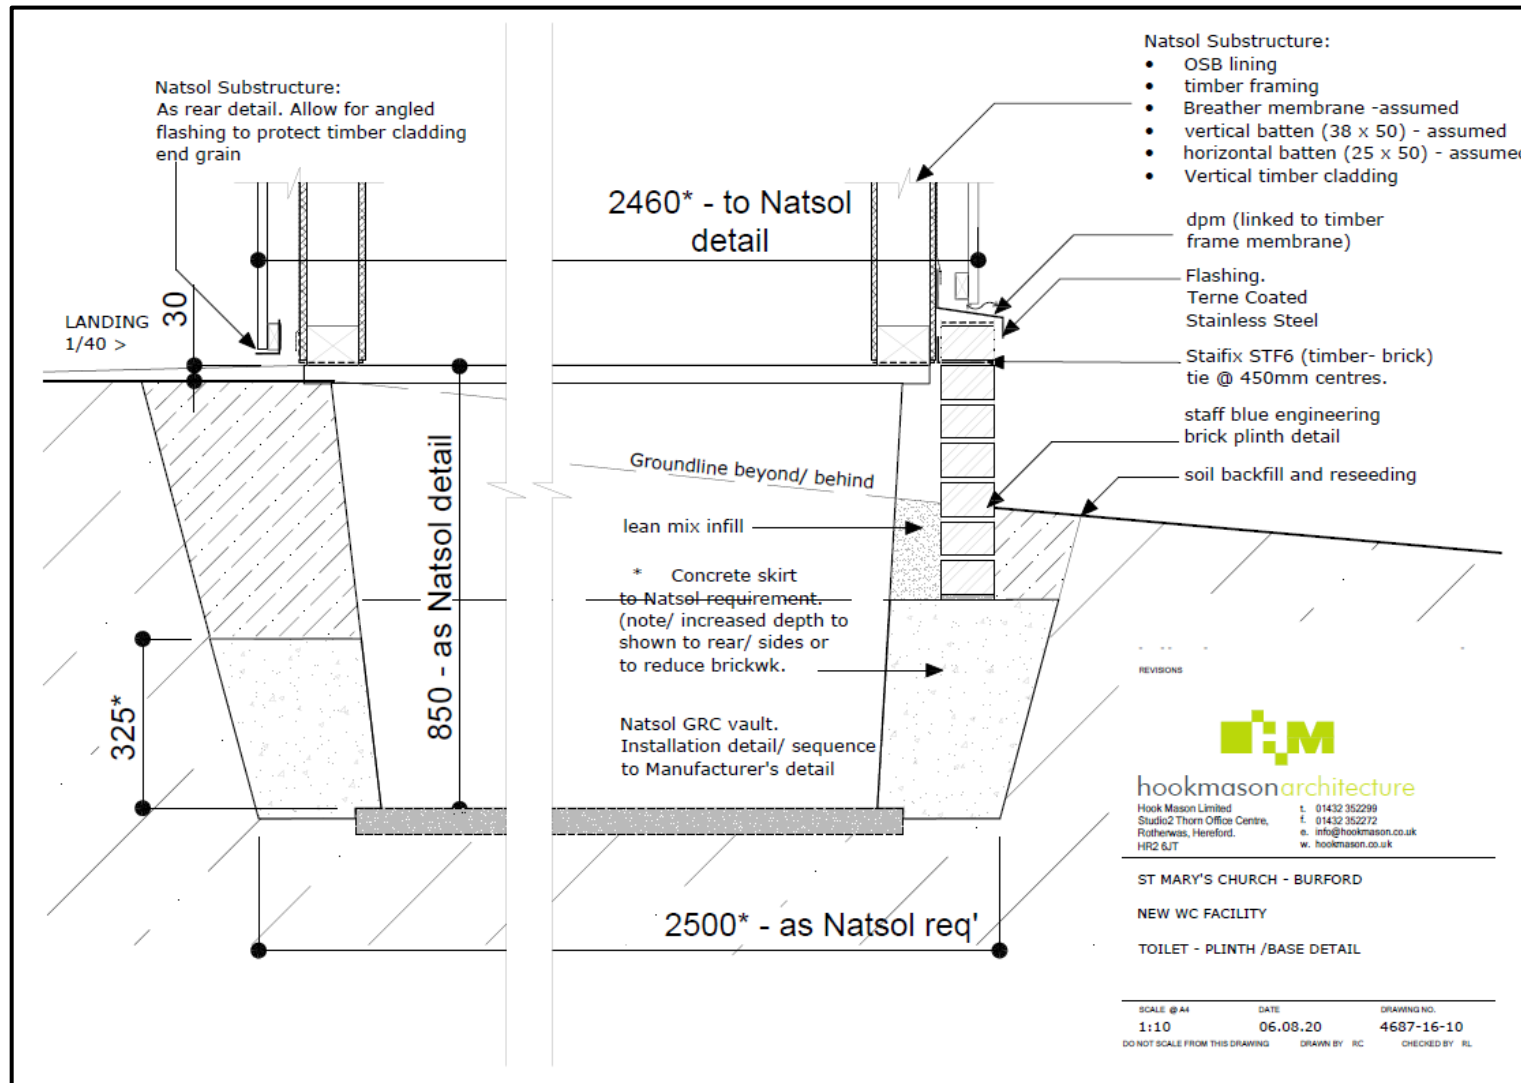 Natsol Substructure:
As rear detail. Allow for angled
flashing to protect timber cladding
end grain
LANDING
1/40 >
30
2460* - to Natsol
detail
Natsol Substructure:
• OSB lining
• timber framing
• Breather membrane -assumed
• vertical batten (38 x 50) - assumed
• horizontal batten (25 x 50) - assumed
• Vertical timber cladding
dpm (linked to timber
frame membrane)
Flashing.
Terne Coated
Stainless Steel
Staifix STF6 (timber- brick)
tie @ 450mm centres.
staff blue engineering
brick plinth detail
soil backfill and reseeding
Groundline beyond/ behind
lean mix infill
* Concrete skirt
to Natsol requirement.
(note/ increased depth to
shown to rear/ sides or
to reduce brickwk.
Natsol GRC vault.
Installation detail/ sequence
to Manufacturer's detail
850 - as Natsol detail
325*
2500* - as Natsol req'
REVISIONS
HM
hookmasonarchitecture
Hook Mason Limited
Studio2 Thorn Office Centre,
Rotherwas, Hereford.
HR2 6JT
t. 01432 352299
f. 01432 352272
e. info@hookmason.co.uk
w. hookmason.co.uk
ST MARY'S CHURCH - BURFORD
NEW WC FACILITY
TOILET - PLINTH /BASE DETAIL
SCALE @ A4 DATE DRAWING NO.
1:10 06.08.20 4687-16-10
DO NOT SCALE FROM THIS DRAWING DRAWN BY RC CHECKED BY RL